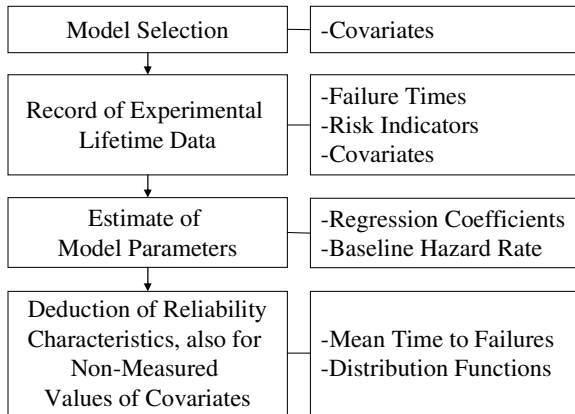 Model Selection
-Covariates
Record of Experimental
Lifetime Data
-Failure Times
-Risk Indicators
-Covariates
Estimate of
Model Parameters
-Regression Coefficients
-Baseline Hazard Rate
Deduction of Reliability
Characteristics, also for
Non-Measured
Values of Covariates
-Mean Time to Failures
-Distribution Functions